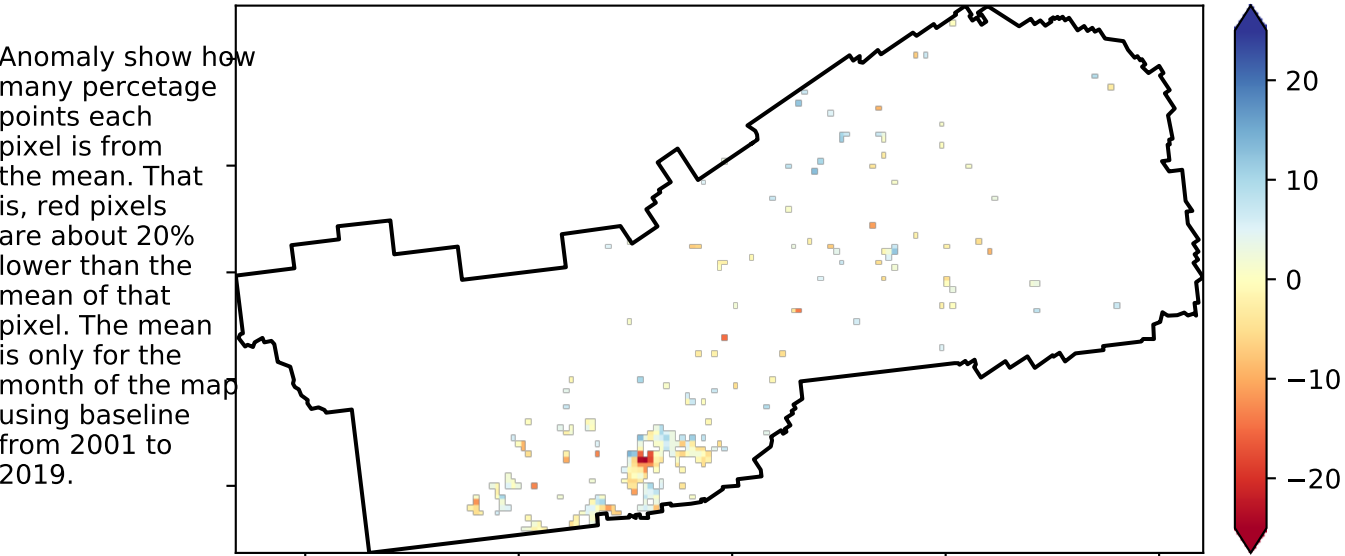 Anomaly show how
many percetage
points each
pixel is from
the mean. That
is, red pixels
are about 20%
lower than the
mean of that
pixel. The mean
is only for the
month of the map
using baseline
from 2001 to
2019.
20
10
0
−10
−20